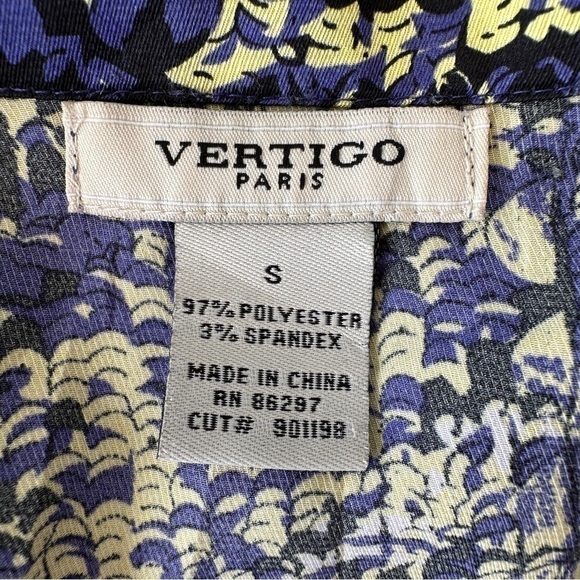 VERTIGO
PARIS
S
97% POLYESTER
3% SPANDEX
MADE IN CHINA
RN 86297
CUT# 901198